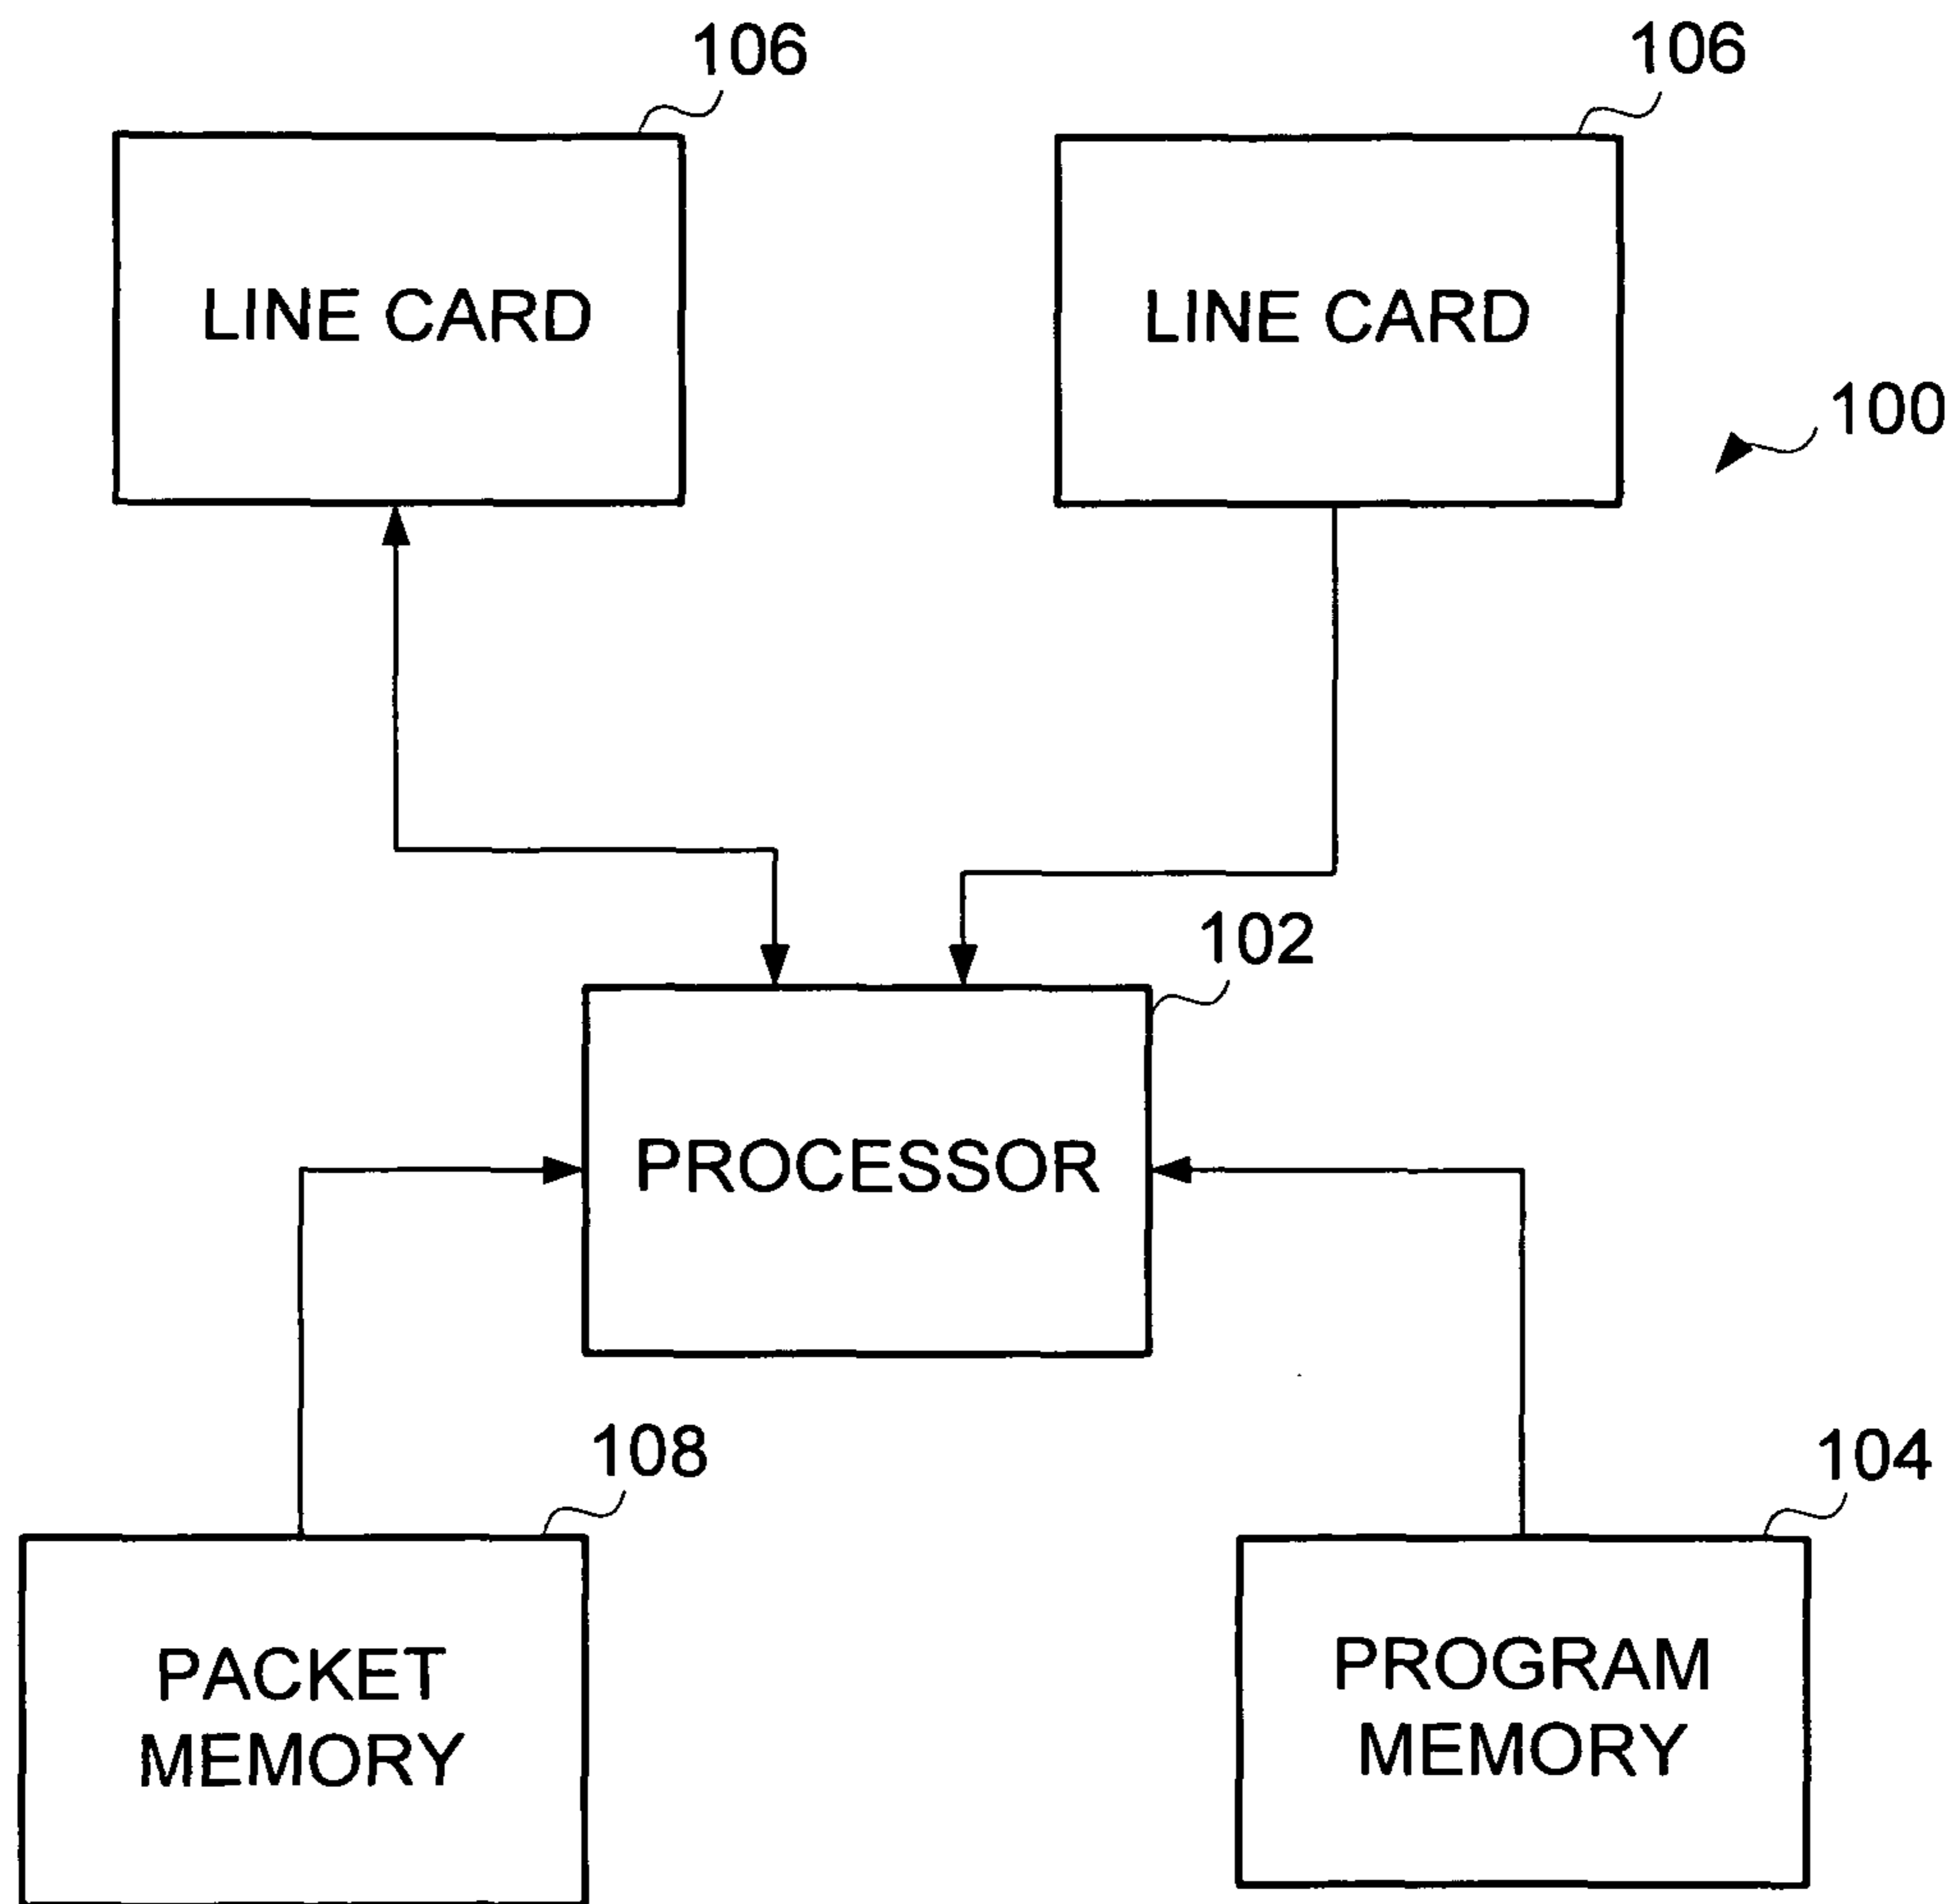 106
106
LINE CARD
LINE CARD
100
102
PROCESSOR
108
104
PACKET
MEMORY
PROGRAM
MEMORY